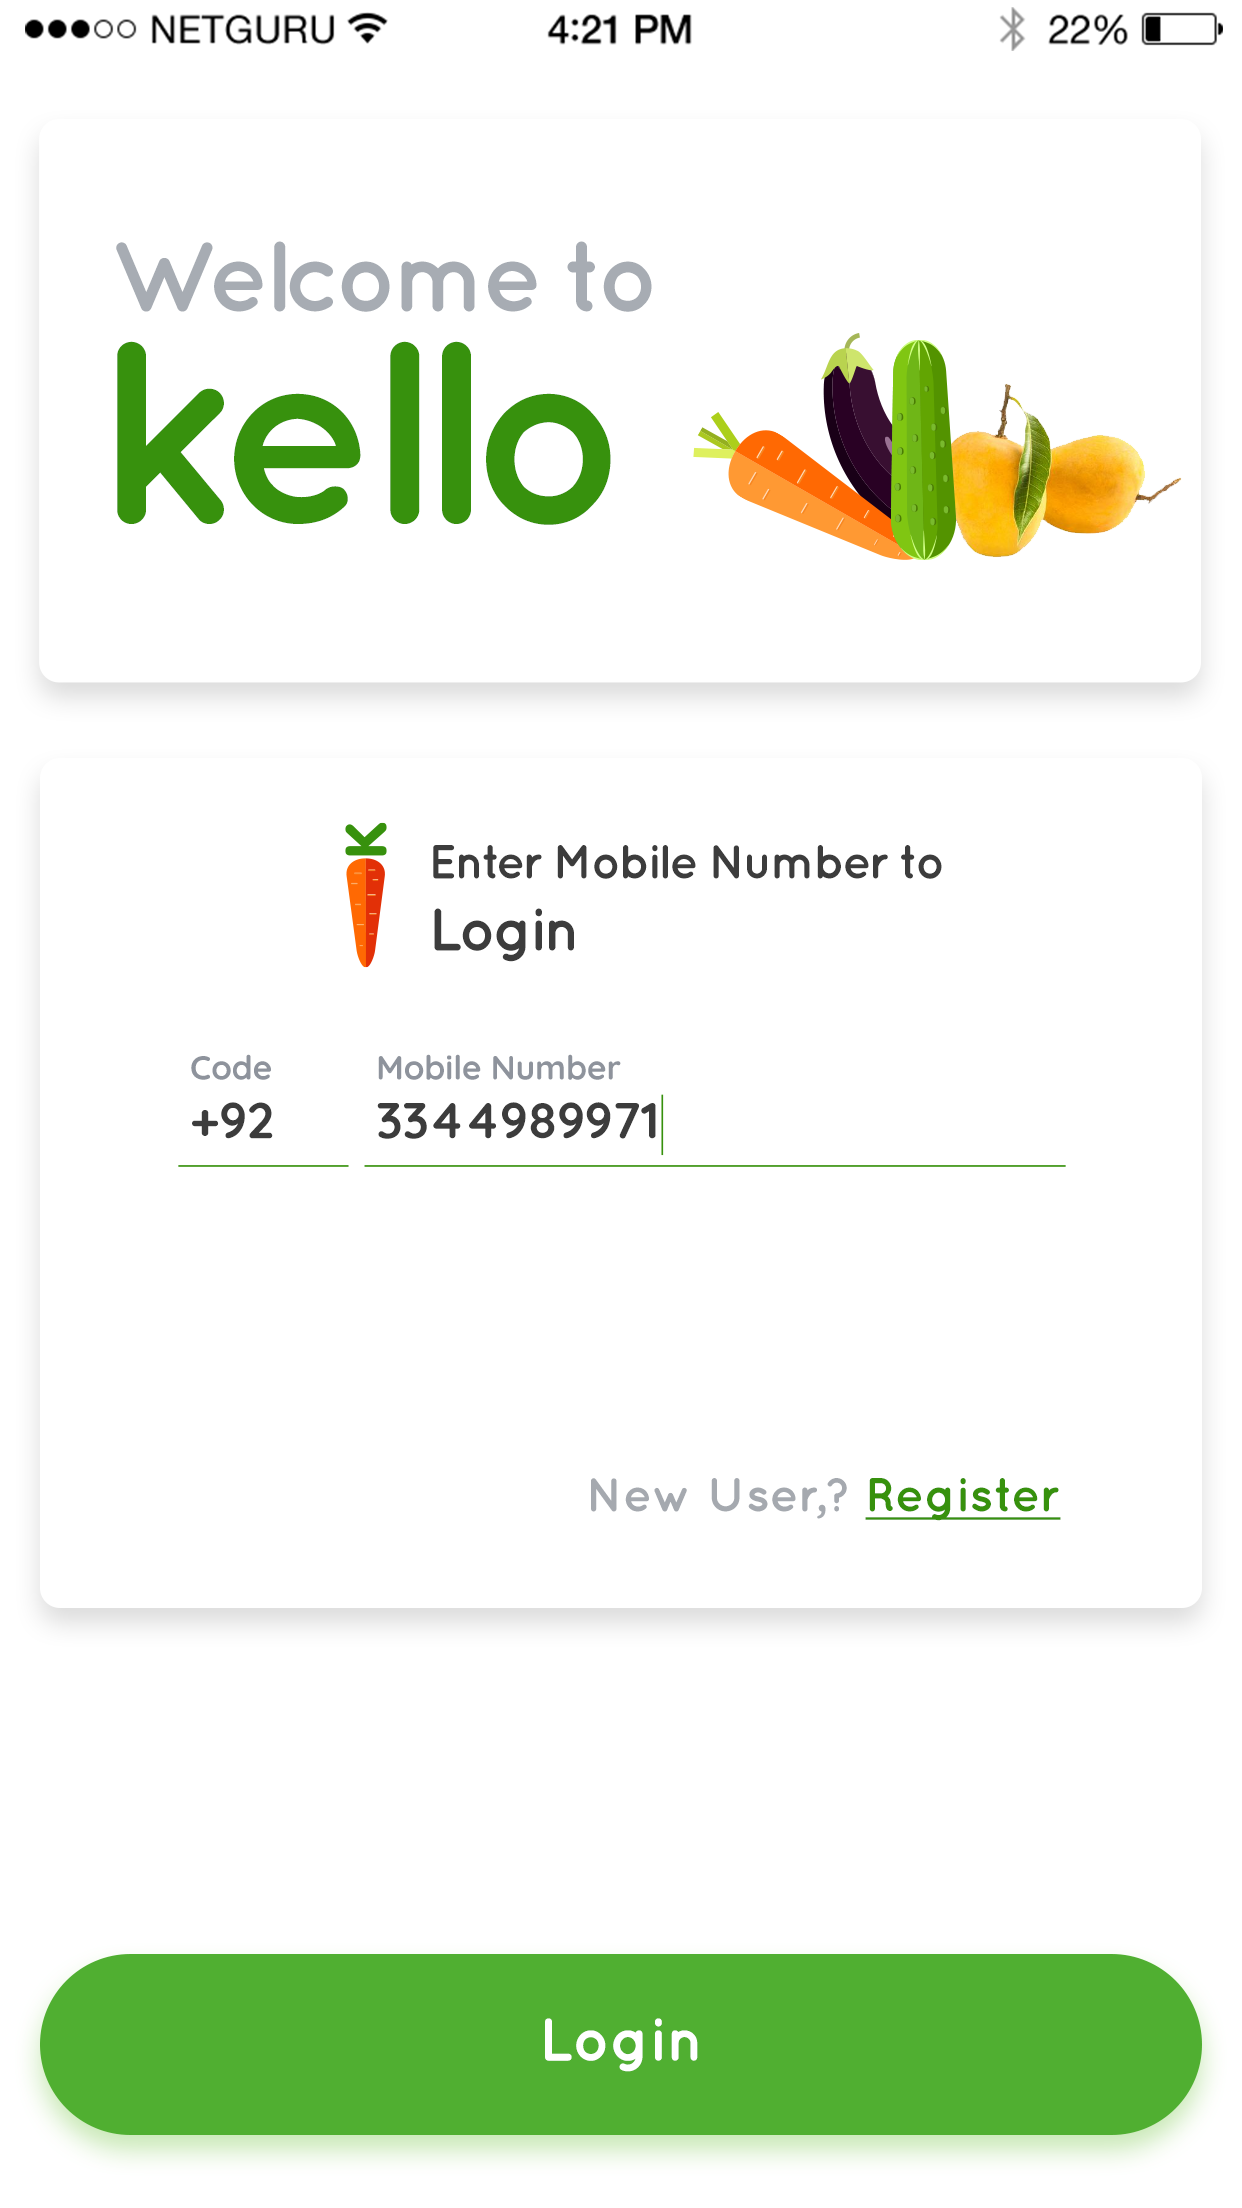 NETGURU 4:21 PM 22%
Welcome to
kello
Enter Mobile Number to
Login
Code Mobile Number
+92 3344989971
New User,? Register
Login